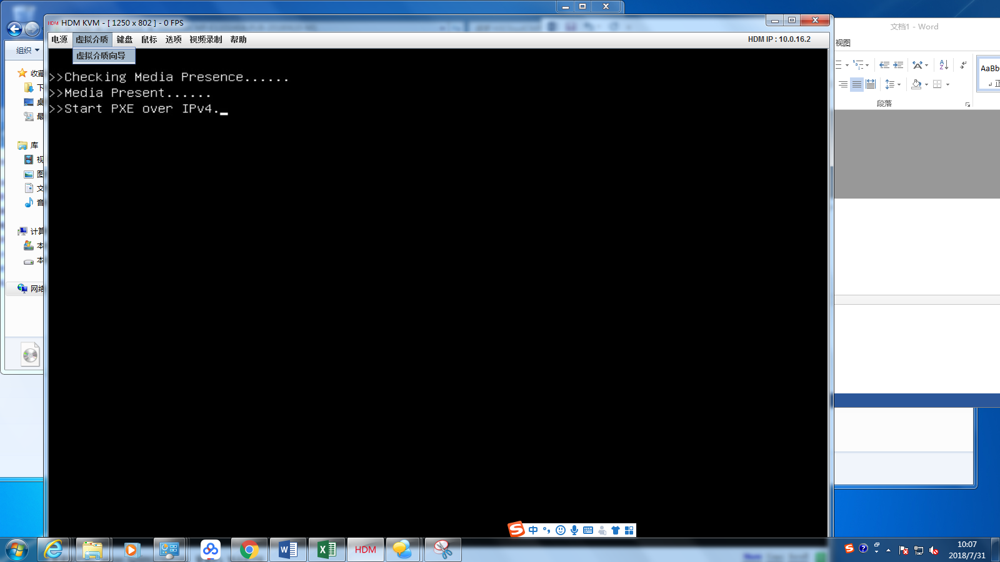 HDM KVM - [ 1250 x 802 ] - 0 FPS
电源 虚拟介质 键盘 鼠标 选项 视频录制 帮助
HDM IP : 10.0.16.2
虚拟介质向导
>>Checking Media Presence......
>>Media Present......
>>Start PXE over IPv4._
文档1 - Word
视图
AaBb
段落
组织
收藏
下
桌
最
库
视
图
文
音
计算
本
本
网络
中
HDM
10:07
2018/7/31